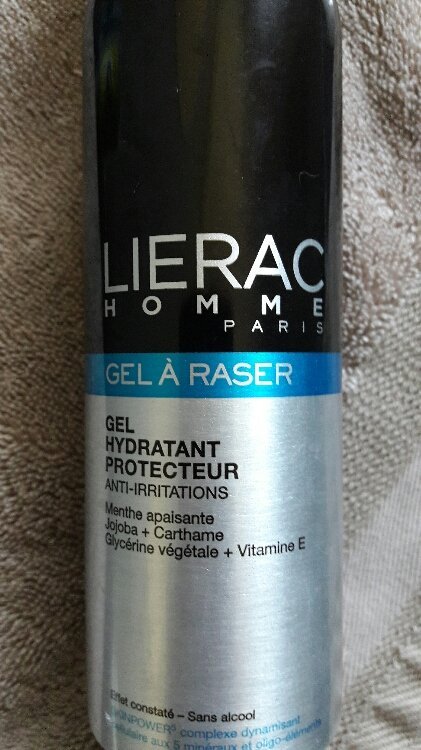 LIERAC
HOMME
PARIS
GEL À RASER
GEL
HYDRATANT
PROTECTEUR
ANTI-IRRITATIONS
Menthe apaisante
Jojoba + Carthame
Glycérine végétale + Vitamine E
Effet constaté – Sans alcool
complexe dynamisant
cellulaire aux 5 minéraux et oligo-éléments